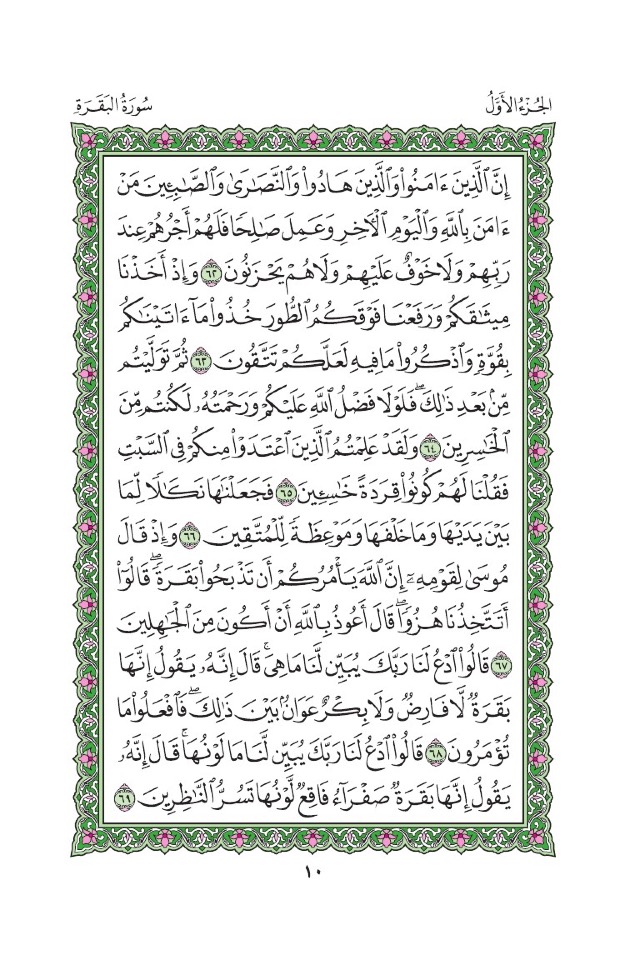 الجُزْءُ الأَوَّلُ سُورَةُ البَقَرَةِ
إِنَّ ٱلَّذِينَ ءَامَنُوا۟ وَٱلَّذِينَ هَادُوا۟ وَٱلنَّصَٰرَىٰ وَٱلصَّٰبِـِٔينَ مَنْ
ءَامَنَ بِٱللَّهِ وَٱلْيَوْمِ ٱلْءَاخِرِ وَعَمِلَ صَٰلِحًا فَلَهُمْ أَجْرُهُمْ عِندَ
رَبِّهِمْ وَلَا خَوْفٌ عَلَيْهِمْ وَلَا هُمْ يَحْزَنُونَ ٦٢ وَإِذْ أَخَذْنَا
مِيثَٰقَكُمْ وَرَفَعْنَا فَوْقَكُمُ ٱلطُّورَ خُذُوا۟ مَآ ءَاتَيْنَٰكُم
بِقُوَّةٍ وَٱذْكُرُوا۟ مَا فِيهِ لَعَلَّكُمْ تَتَّقُونَ ٦٣ ثُمَّ تَوَلَّيْتُم
مِّنۢ بَعْدِ ذَٰلِكَ ۖ فَلَوْلَا فَضْلُ ٱللَّهِ عَلَيْكُمْ وَرَحْمَتُهُۥ لَكُنتُم مِّنَ
ٱلْخَٰسِرِينَ ٦٤ وَلَقَدْ عَلِمْتُمُ ٱلَّذِينَ ٱعْتَدَوْا۟ مِنكُمْ فِى ٱلسَّبْتِ
فَقُلْنَا لَهُمْ كُونُوا۟ قِرَدَةً خَٰسِـِٔينَ ٦٥ فَجَعَلْنَٰهَا نَكَٰلًا لِّمَا
بَيْنَ يَدَيْهَا وَمَا خَلْفَهَا وَمَوْعِظَةً لِّلْمُتَّقِينَ ٦٦ وَإِذْ قَالَ
مُوسَىٰ لِقَوْمِهِۦٓ إِنَّ ٱللَّهَ يَأْمُرُكُمْ أَن تَذْبَحُوا۟ بَقَرَةً ۖ قَالُوٓا۟
أَتَتَّخِذُنَا هُزُوًا ۖ قَالَ أَعُوذُ بِٱللَّهِ أَنْ أَكُونَ مِنَ ٱلْجَٰهِلِينَ
٦٧ قَالُوا۟ ٱدْعُ لَنَا رَبَّكَ يُبَيِّن لَّنَا مَا هِىَ ۚ قَالَ إِنَّهُۥ يَقُولُ إِنَّهَا
بَقَرَةٌ لَّا فَارِضٌ وَلَا بِكْرٌ عَوَانٌۢ بَيْنَ ذَٰلِكَ ۖ فَٱفْعَلُوا۟ مَا
تُؤْمَرُونَ ٦٨ قَالُوا۟ ٱدْعُ لَنَا رَبَّكَ يُبَيِّن لَّنَا مَا لَوْنُهَا ۚ قَالَ إِنَّهُۥ
يَقُولُ إِنَّهَا بَقَرَةٌ صَفْرَآءُ فَاقِعٌ لَّوْنُهَا تَسُرُّ ٱلنَّٰظِرِينَ ٦٩
١٠